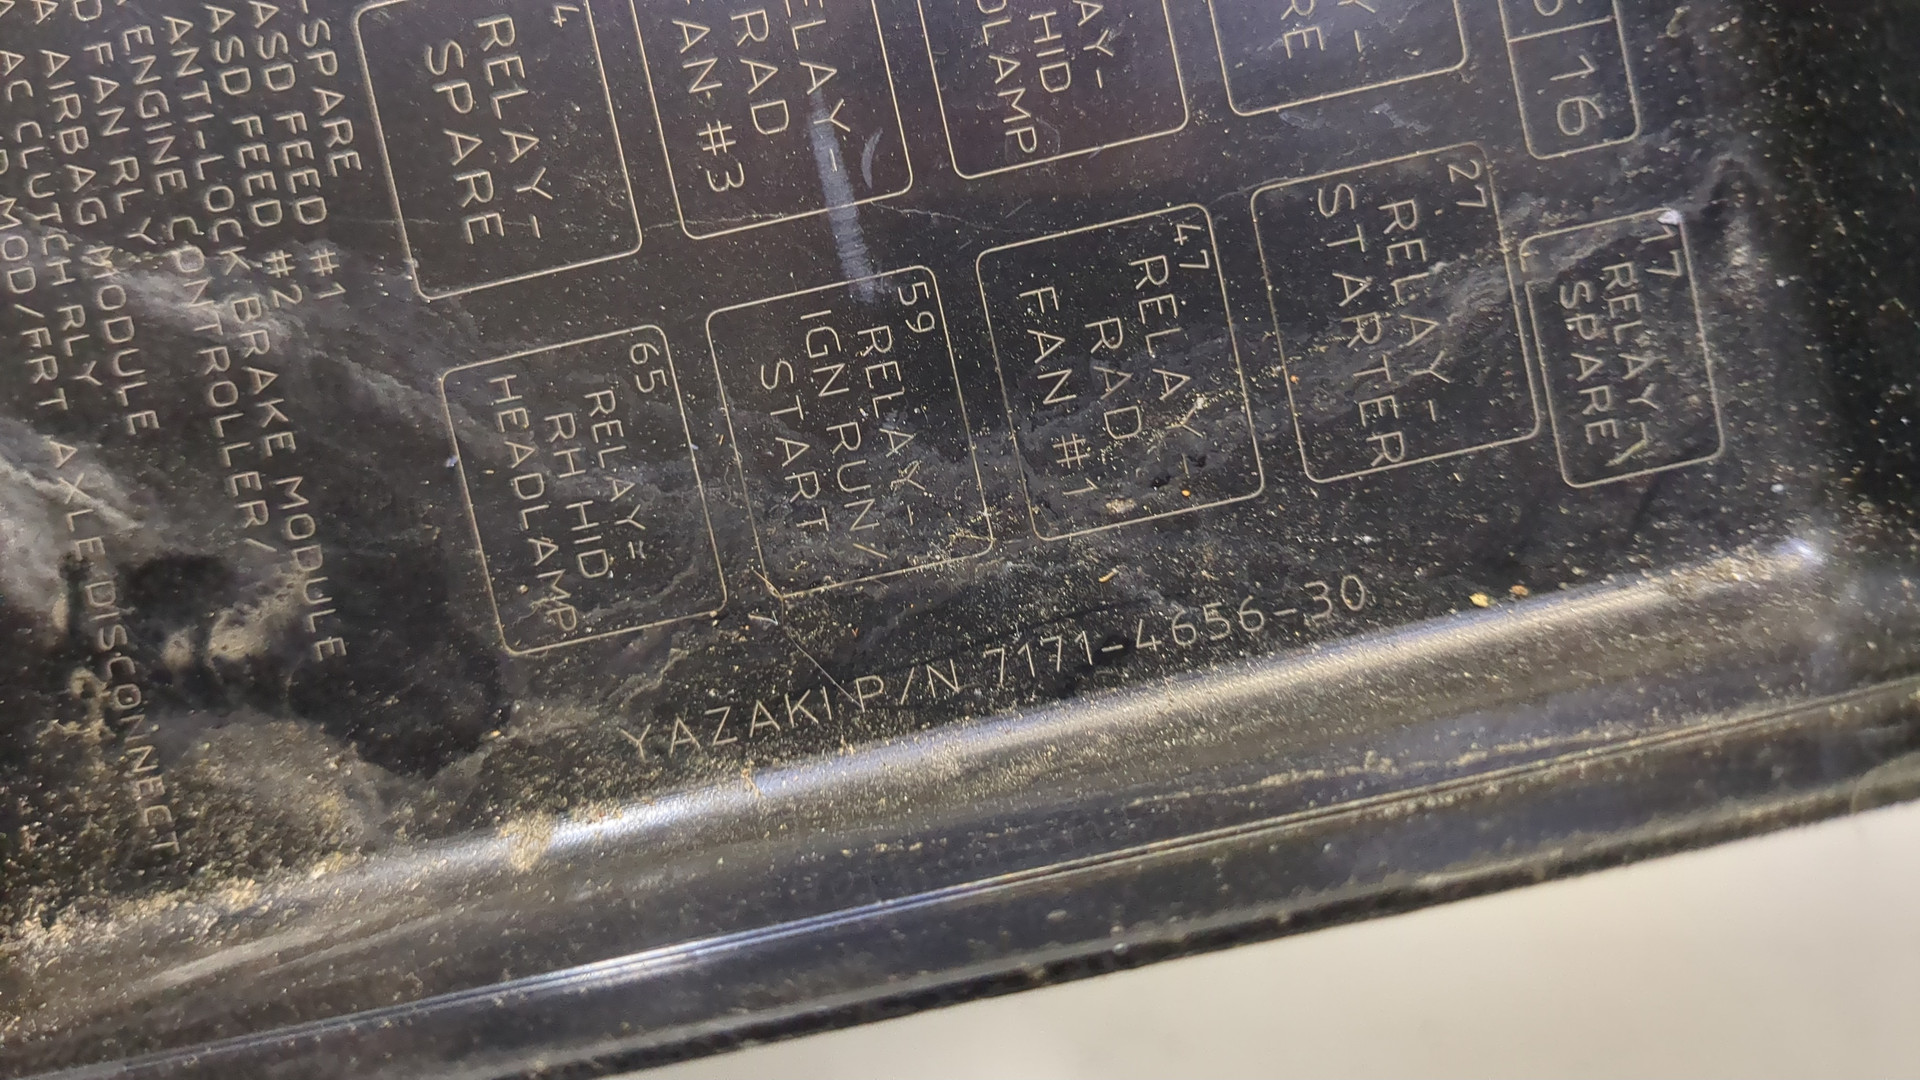 -SPARE
ASD FEED #1
ASD FEED #2
ANTI-LOCK BRAKE MODULE
ENGINE CONTROLLER/
FAN RLY
AIRBAG MODULE
AC CLUTCH RLY
MOD/FRT AXLE DISCONNECT
4
RELAY-
SPARE
RAD
FAN #3
HID
RELAY-
16
65
RELAY-
RH HID
HEADLAMP
59
RELAY-
IGN RUN/
START
47
RELAY-
RAD
FAN #1
27
RELAY-
STARTER
17
RELAY-
SPARE
YAZAKI P/N 7171-4656-30